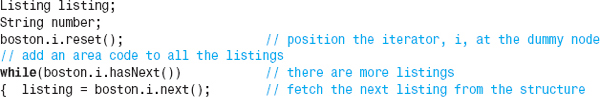 Listing listing;
String number;
boston.i.reset(); // position the iterator, i, at the dummy node
// add an area code to all the listings
while(boston.i.hasNext()) // there are more listings
{ listing = boston.i.next(); // fetch the next listing from the structure